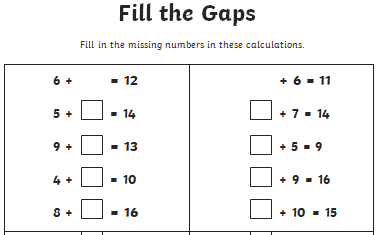 Fill the Gaps
Fill in the missing numbers in these calculations.
6 + = 12
5 + = 14
9 + = 13
4 + = 10
8 + = 16
+ 6 = 11
+ 7 = 14
+ 5 = 9
+ 9 = 16
+ 10 = 15